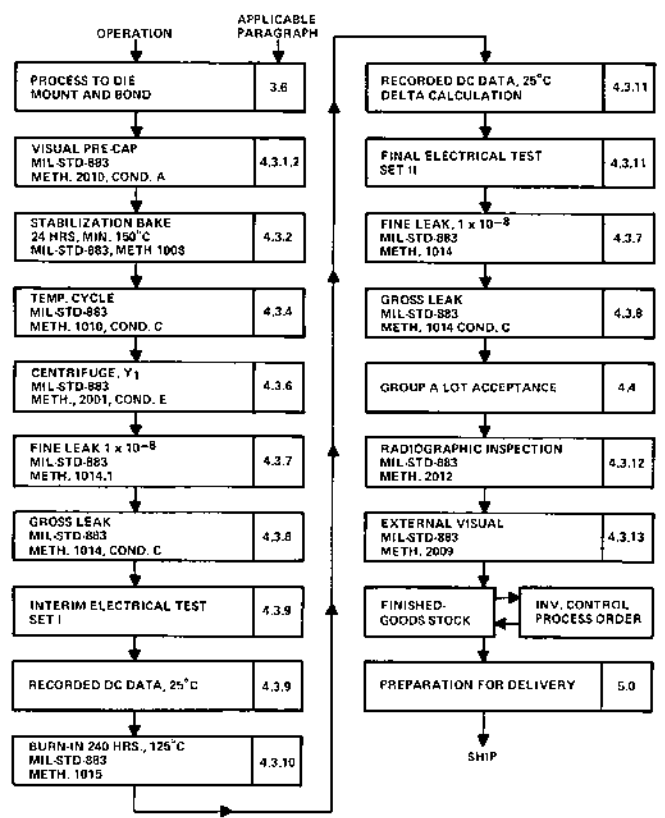 OPERATION
APPLICABLE
PARAGRAPH
PROCESS TO DIE
MOUNT AND BOND
3.6
VISUAL PRE-CAP
MIL-STD-883
METH. 2010, COND. A
4.3.1,2
STABILIZATION BAKE
24 HRS, MIN. 150°C
MIL-STD-883, METH 1008
4.3.2
TEMP. CYCLE
MIL-STD-883
METH. 1010, COND. C
4.3.4
CENTRIFUGE, Y1
MIL-STD-883
METH., 2001, COND. E
4.3.6
FINE LEAK 1 x 10–8
MIL-STD-883
METH. 1014.1
4.3.7
GROSS LEAK
MIL-STD-883
METH. 1014, COND. C
4.3.8
INTERIM ELECTRICAL TEST
SET I
4.3.9
RECORDED DC DATA, 25°C
4.3.9
BURN-IN 240 HRS., 125°C
MIL-STD-883
METH. 1015
4.3.10
RECORDED DC DATA, 25°C
DELTA CALCULATION
4.3.11
FINAL ELECTRICAL TEST
SET II
4.3.11
FINE LEAK, 1 x 10–8
MIL-STD-883
METH, 1014
4.3.7
GROSS LEAK
MIL-STD-883
METH, 1014 COND. C
4.3.8
GROUP A LOT ACCEPTANCE
4.4
RADIOGRAPHIC INSPECTION
MIL-STD-883
METH. 2012
4.3.12
EXTERNAL VISUAL
MIL-STD-883
METH, 2009
4.3.13
FINISHED-
GOODS STOCK
INV. CONTROL
PROCESS ORDER
PREPARATION FOR DELIVERY
5.0
SHIP